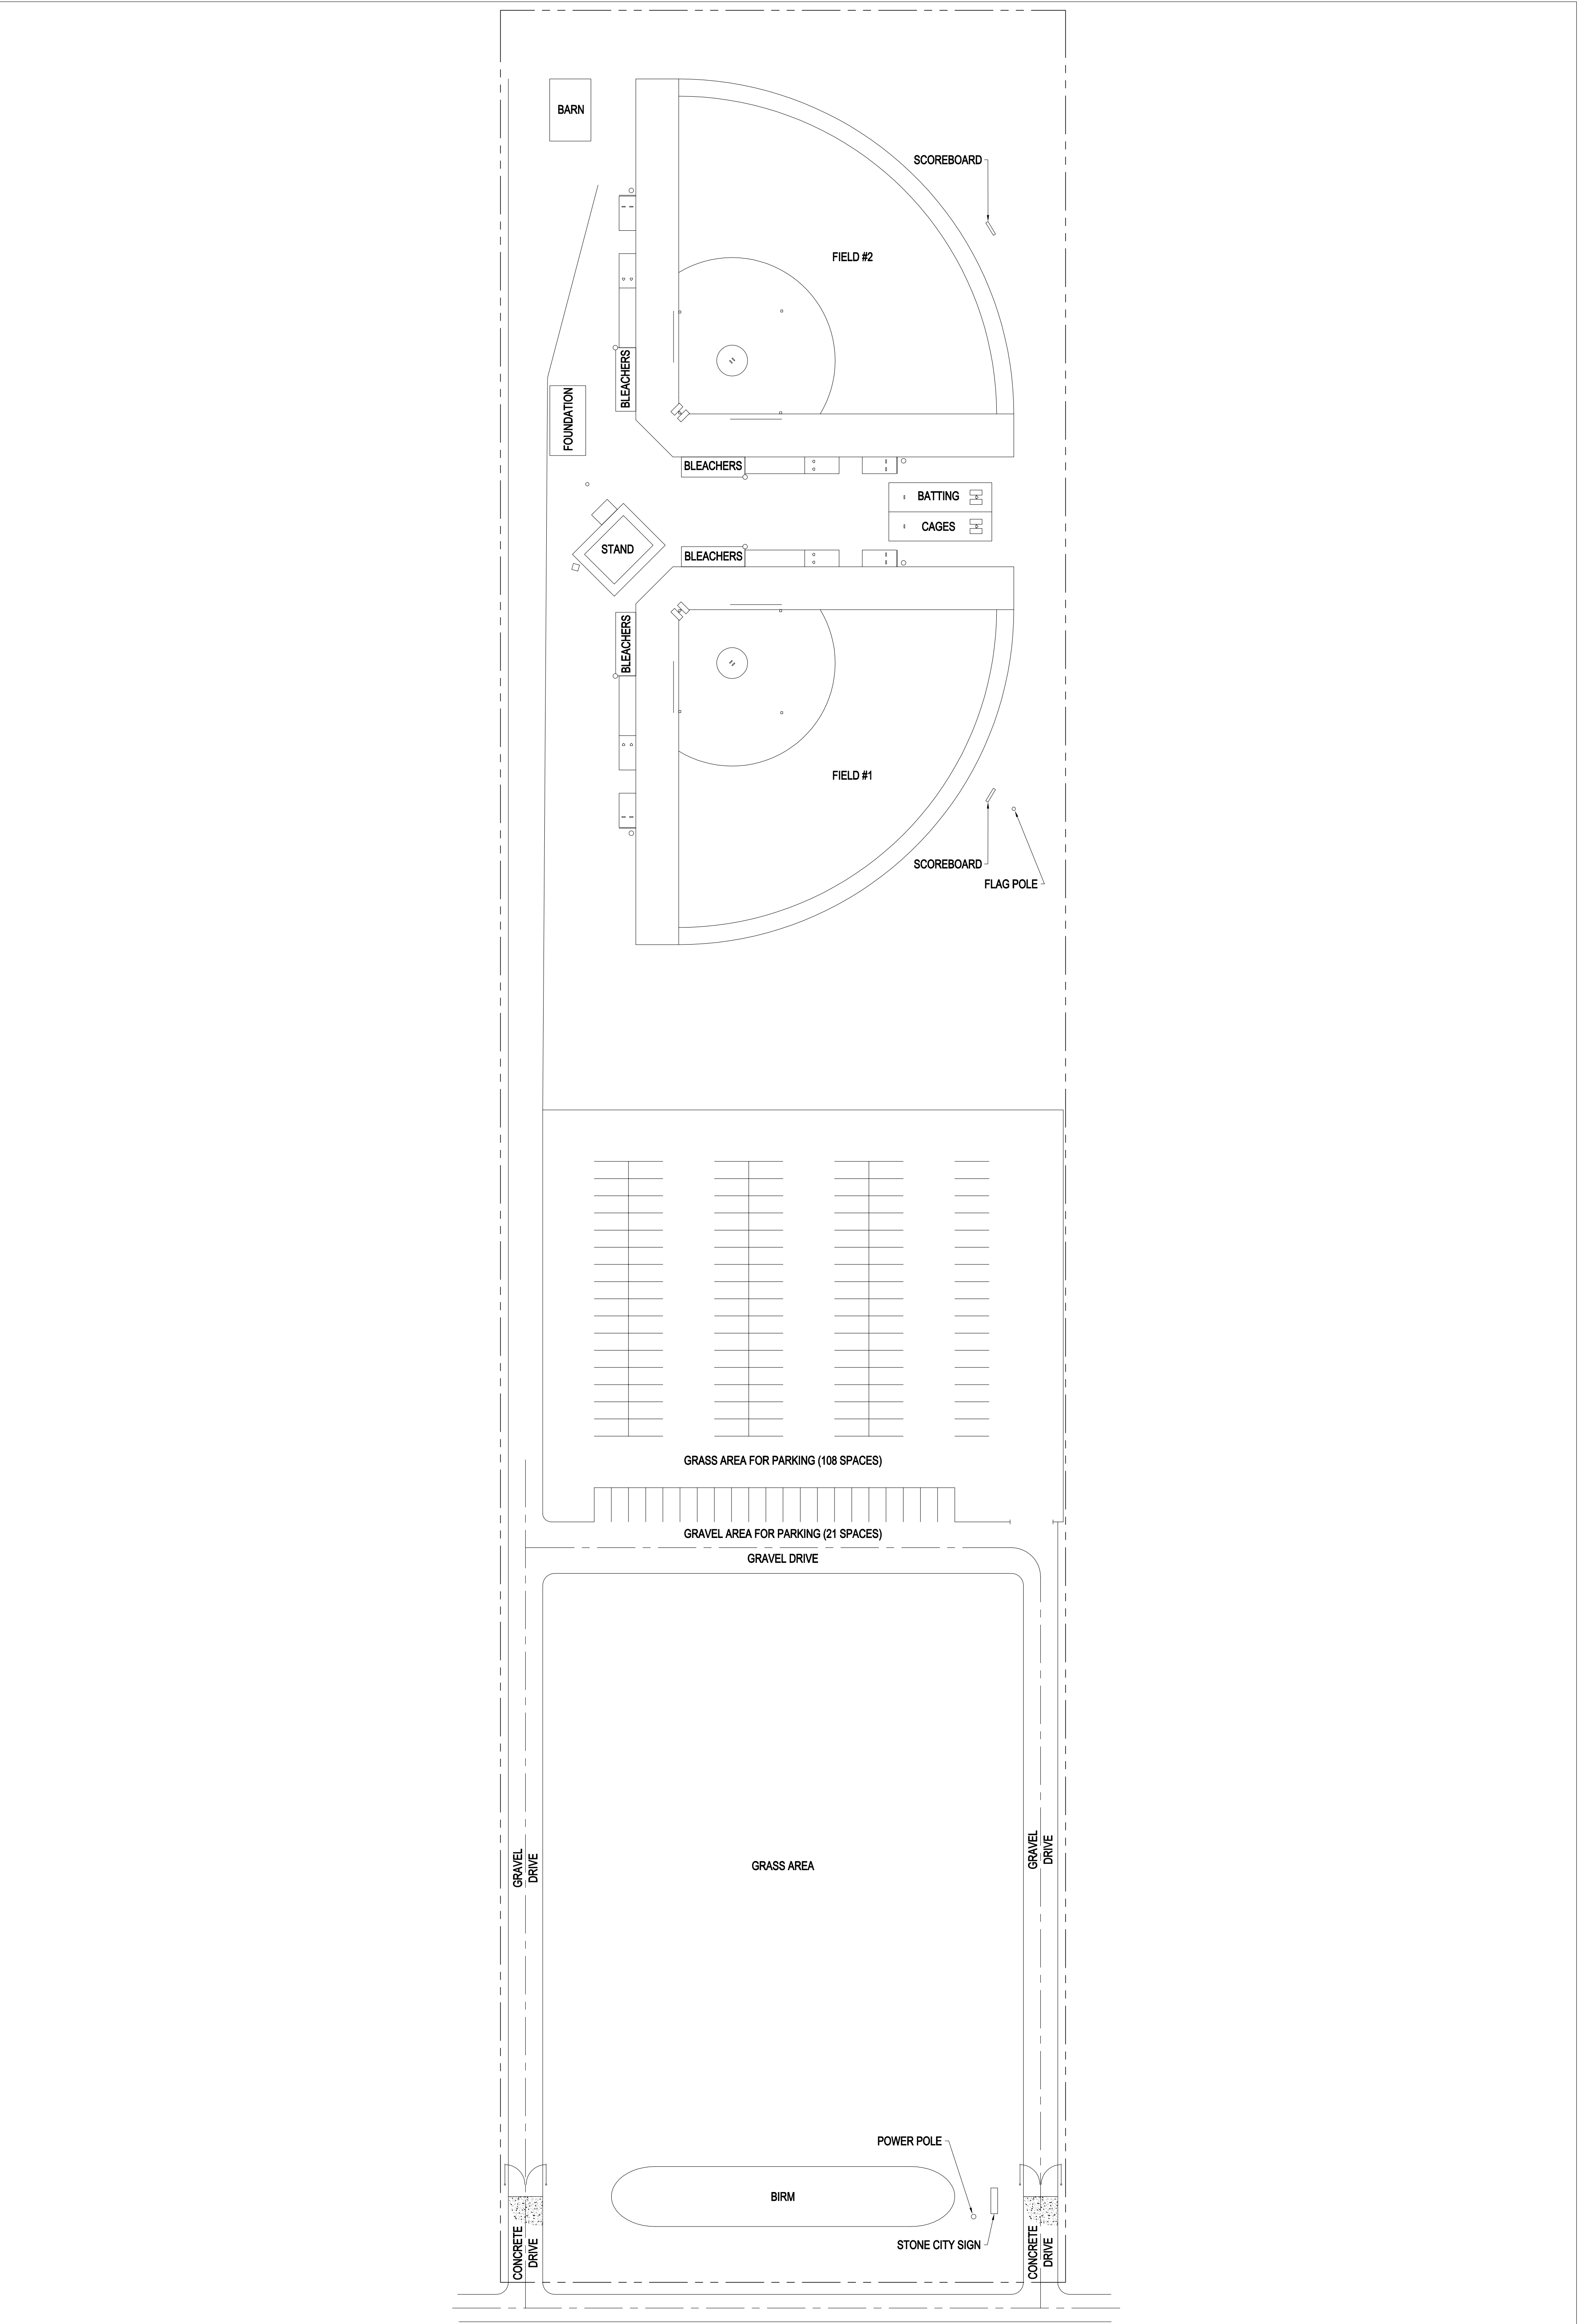 BARN
SCOREBOARD
FIELD #2
BLEACHERS
FOUNDATION
BLEACHERS
BATTING
CAGES
STAND
BLEACHERS
BLEACHERS
FIELD #1
SCOREBOARD
FLAG POLE
GRASS AREA FOR PARKING (108 SPACES)
GRAVEL AREA FOR PARKING (21 SPACES)
GRAVEL DRIVE
GRAVEL
DRIVE
GRAVEL
DRIVE
GRASS AREA
POWER POLE
BIRM
STONE CITY SIGN
CONCRETE
DRIVE
CONCRETE
DRIVE